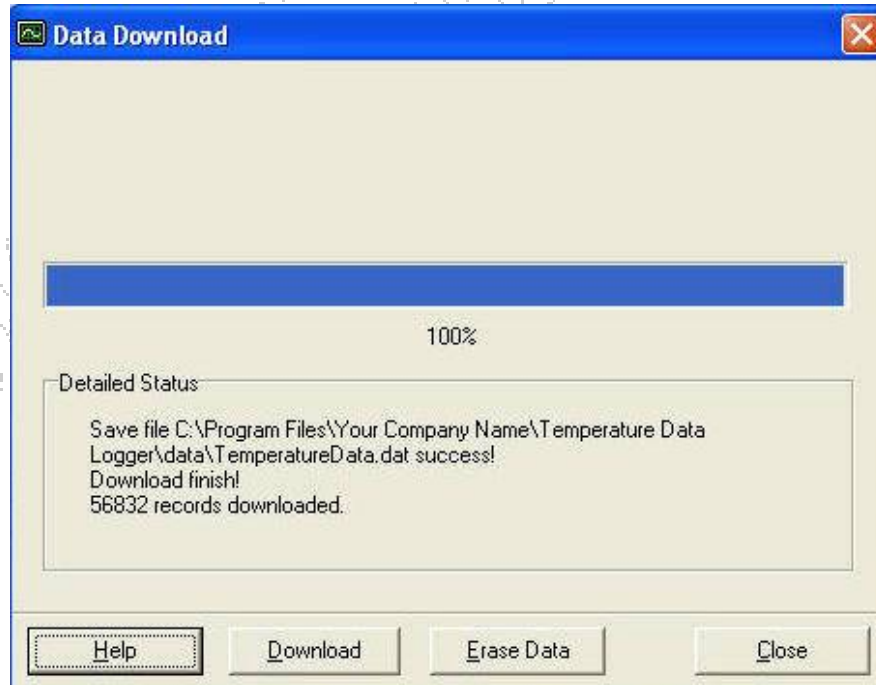 Data Download
100%
Detailed Status
Save file C:\Program Files\Your Company Name\Temperature Data
Logger\data\TemperatureData.dat success!
Download finish!
56832 records downloaded.
Help
Download
Erase Data
Close